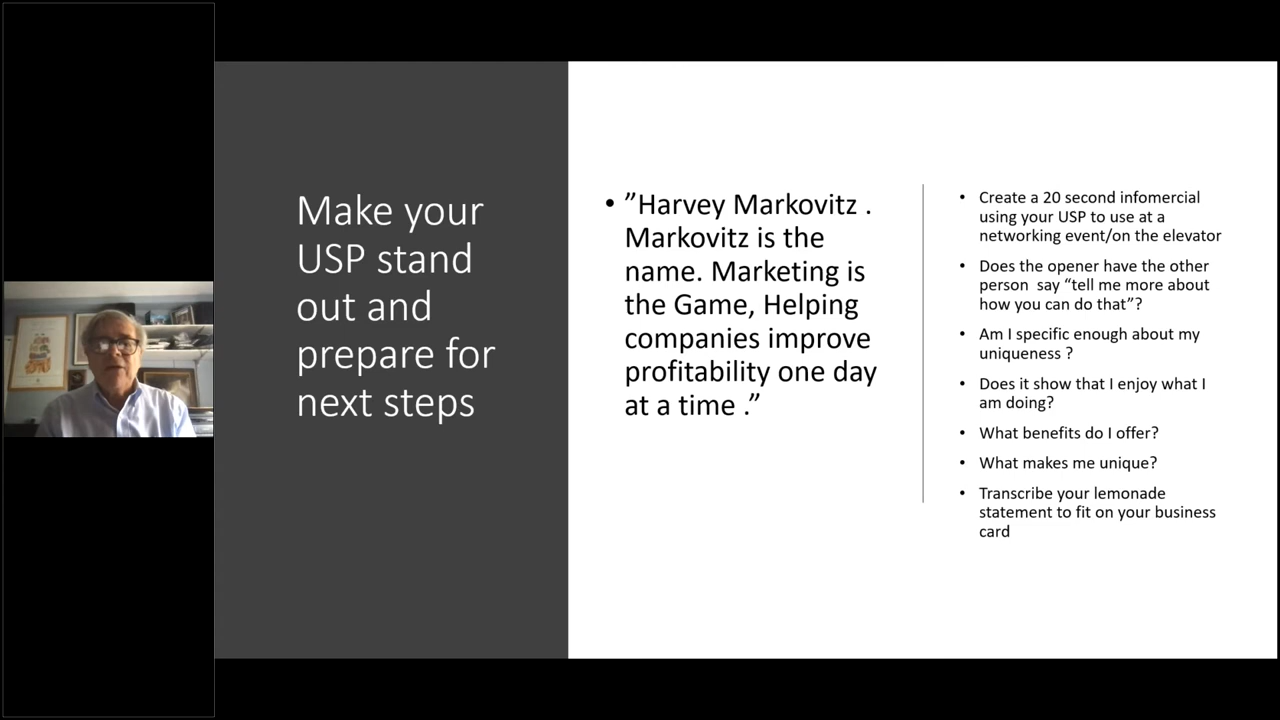 Make your
USP stand
out and
prepare for
next steps
• ”Harvey Markovitz .
Markovitz is the
name. Marketing is
the Game, Helping
companies improve
profitability one day
at a time .”
• Create a 20 second infomercial
using your USP to use at a
networking event/on the elevator
• Does the opener have the other
person say “tell me more about
how you can do that”?
• Am I specific enough about my
uniqueness ?
• Does it show that I enjoy what I
am doing?
• What benefits do I offer?
• What makes me unique?
• Transcribe your lemonade
statement to fit on your business
card